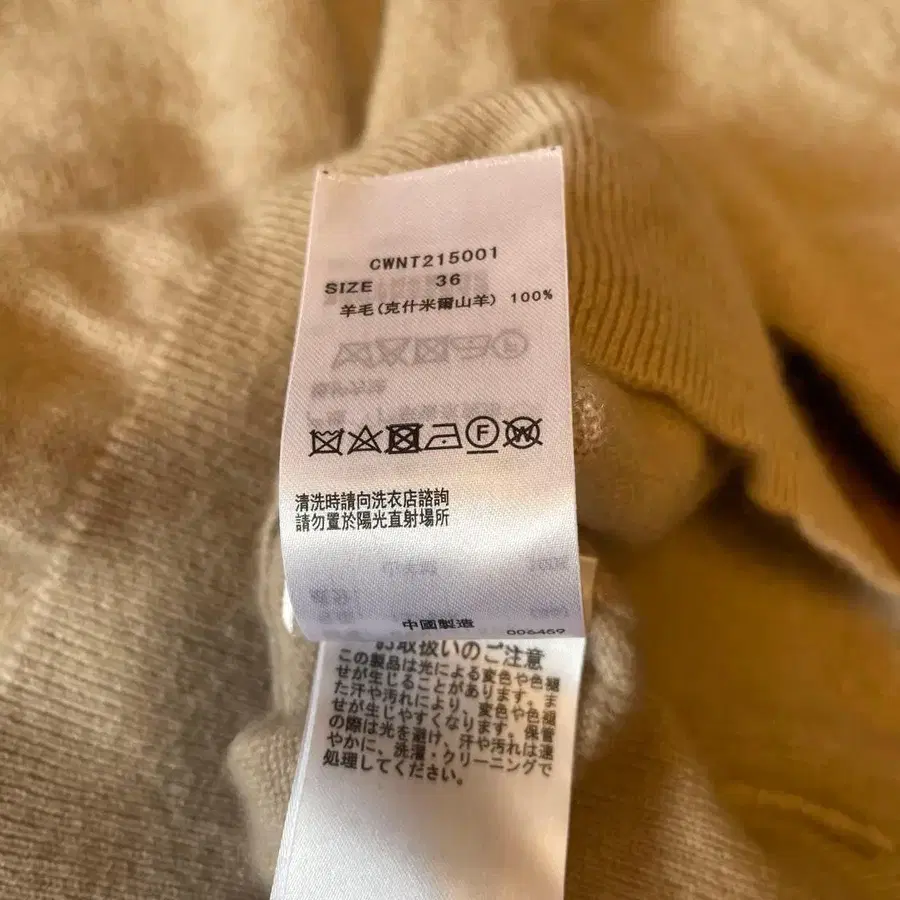 CWNT215001
SIZE 36
羊毛(克什米爾山羊) 100%
F W
清洗時請向洗衣店諮詢
請勿置於陽光直射場所
中國製造
006459
取扱いのご注意
この製品は光による変色や色褪
せが生じることがあります。ま
た汗や汚れにより、変色や色褪
せが生じやすくなります。保管
の際は光を避け、汗や汚れは速
やかに、洗濯・クリーニングで
処理してください。